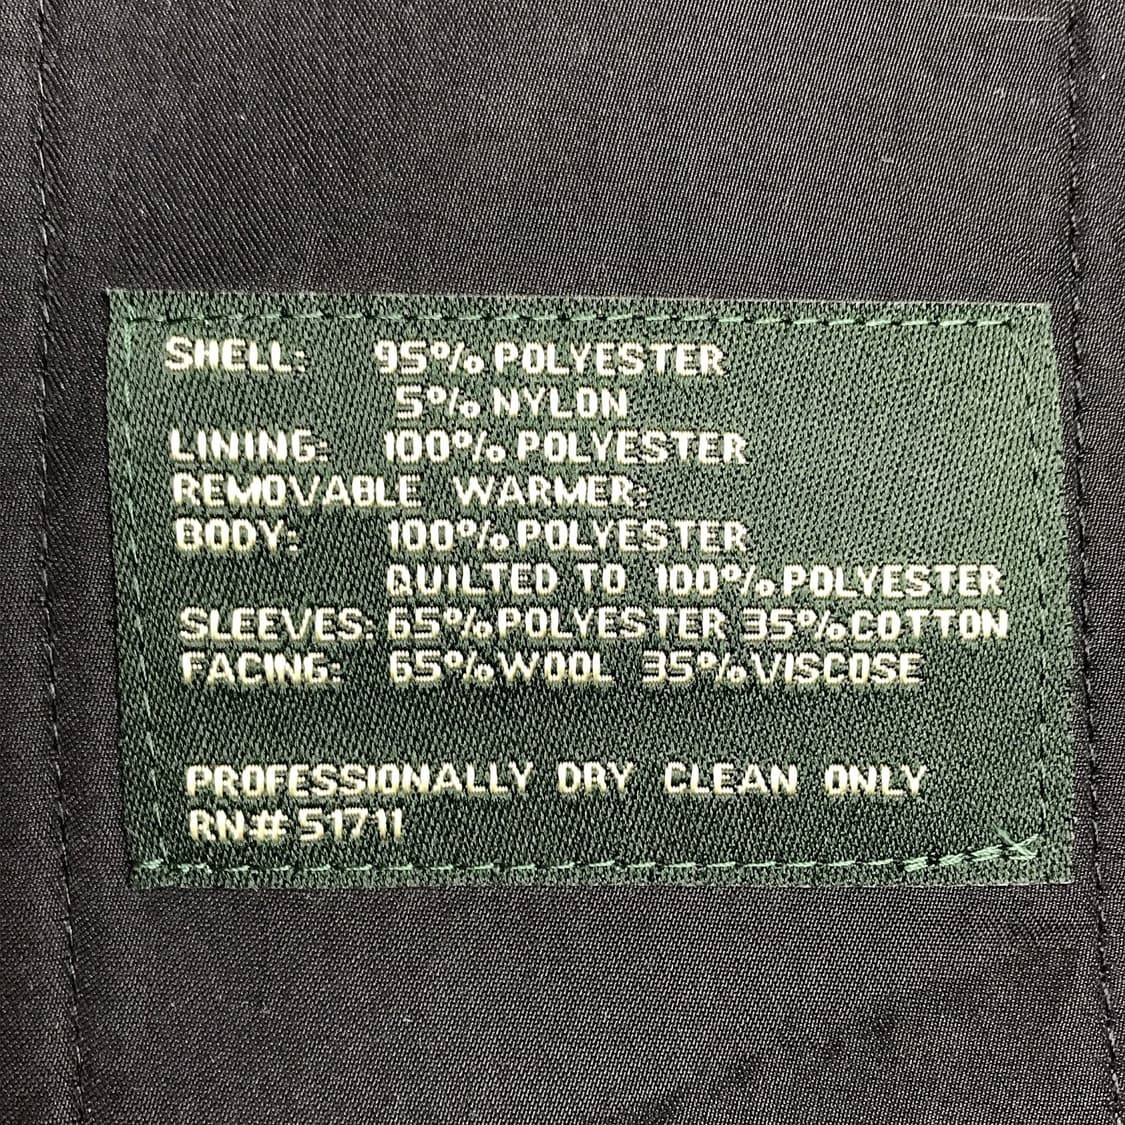 SHELL: 95% POLYESTER
5% NYLON
LINING: 100% POLYESTER
REMOVABLE WARMER:
BODY: 100% POLYESTER
QUILTED TO 100% POLYESTER
SLEEVES: 65% POLYESTER 35% COTTON
FACING: 65% WOOL 35% VISCOSE
PROFESSIONALLY DRY CLEAN ONLY
RN# 51711